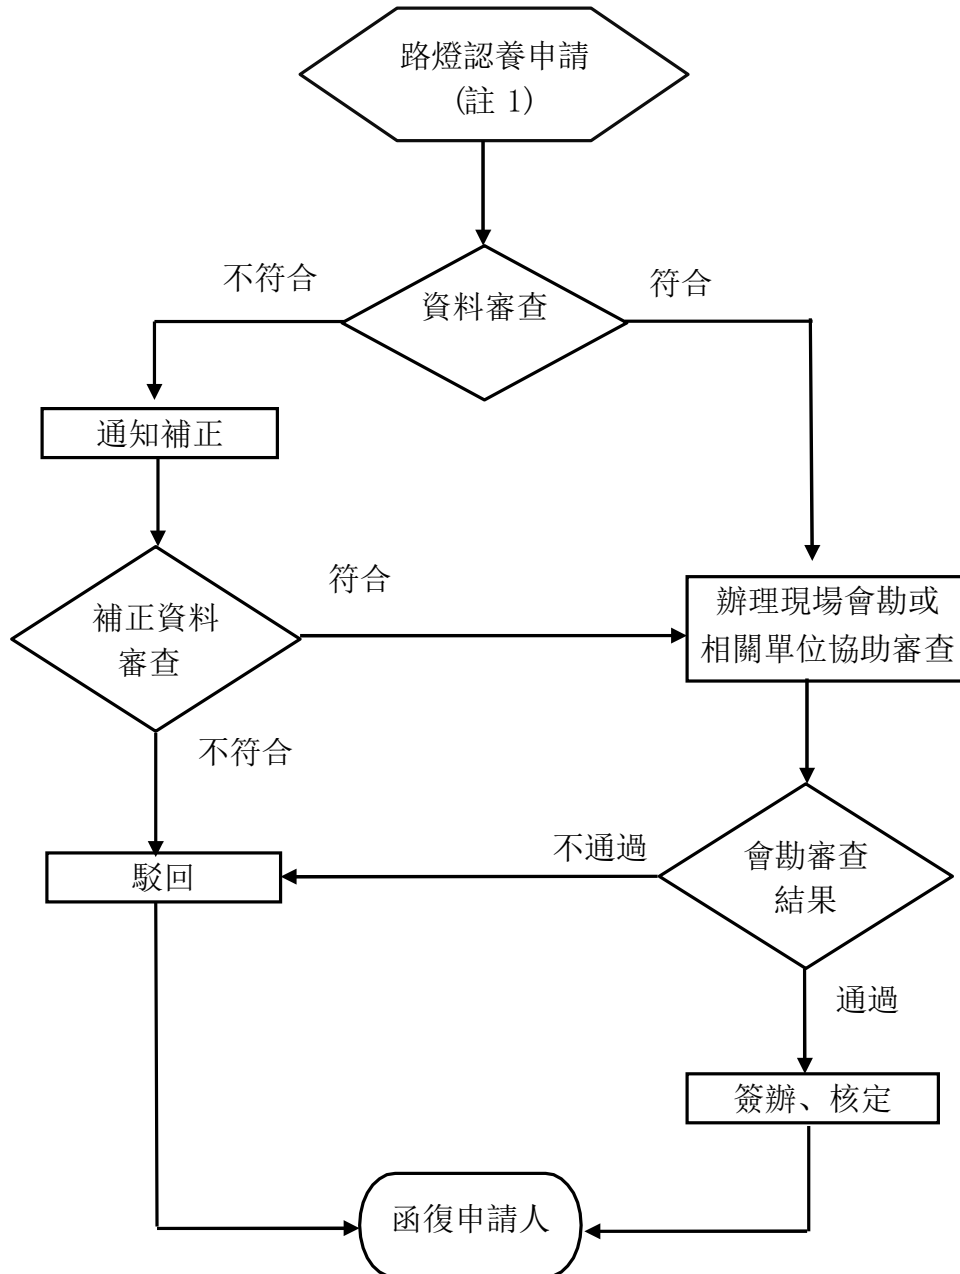 路燈認養申請
(註 1)
不符合
資料審查
符合
通知補正
補正資料
審查
符合
辦理現場會勘或
相關單位協助審查
不符合
駁回
不通過
會勘審查
結果
通過
簽辦、核定
函復申請人